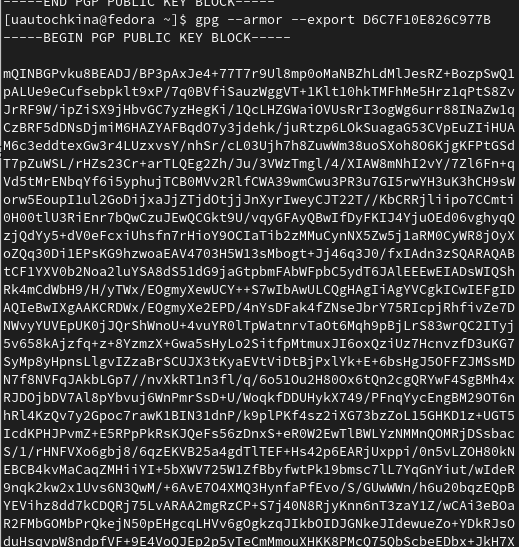 -----END PGP PUBLIC KEY BLOCK-----
[uautochkina@fedora ~]$ gpg --armor --export D6C7F10E826C977B
-----BEGIN PGP PUBLIC KEY BLOCK-----
mQINBGPvku8BEADJ/BP3pAxJe4+77T7r9Ul8mp0oMaNBZhLdMlJesRZ+BozpSwQ1
pALUe9eCufsebpklt9xP/7q0BVfiSauzWggVT+1Klt10hkTMFhMe5Hrz1qPtS8Zv
JrRF9W/ipZiSX9jHbvGC7yzHegKi/1QcLHZGWaiOVUsRrI3ogWg6urr88INaZw1q
CzBRF5dDNsDjmiM6HAZYAFBqdO7y3jdehk/juRtzp6LOkSuagaG53CVpEuZIiHUA
M6c3eddtexGw3r4LUzxvsY/nhSr/cL03Ujh7h8ZuwWm38uoSXoh8O6KjgKFPtGSd
T7pZuWSL/rHZs23Cr+arTLQEg2Zh/Ju/3VWzTmgl/4/XIAW8mNhI2vY/7Zl6Fn+q
Vd5tMrENbqYf6i5yphujTCB0MVv2RlfCWA39wmCwu3PR3u7GI5rwYH3uK3hCH9sW
orw5EoupI1ul2GoDijxaJjZTjdOtjjJnXyrIweyCJT22T//KbCRRjliipo7CCmti
0H00tlU3RiEnr7bQwCzuJEwQCGkt9U/vqyGFAyQBwIfDyFKIJ4YjuOEd06vghyqQ
zjQdYy5+dV0eFcxiUhsfn7rHioY9OCIaTib2zMMuCynNX5Zw5j1aRM0CyWR8jOyX
oZQq30Di1EPsKG9hzwoaEAV4703H5W13sMbogt+Jj46q3J0/fxIAdn3zSQARAQAB
tCF1YXV0b2Noa2luYSA8dS51dG9jaGtpbmFAbWFpbC5ydT6JAlEEEwEIADsWIQSh
Rk4mCdWbH9/H/yTWx/EOgmyXewUCY++S7wIbAwULCQgHAgIiAgYVCgkICwIEFgID
AQIeBwIXgAAKCRDWx/EOgmyXe2EPD/4nYsDFak4fZNseJbrY75RIcpjRhfivZe7D
NWvyYUVEpUK0jJQrShWnoU+4vuYR0lTpWatnrvTaOt6Mqh9pBjLrS83wrQC2ITyj
5v658kAjzfq+z+8YzmzX+Gwa5sHyLo2SitfpMtmuxJI6oxQziUz7HcnvzfD3uKG7
SyMp8yHpnsLlgvIZzaBrSCUJX3tKyaEVtViDtBjPxlYk+E+6bsHgJ5OFFZJMSsMD
N7f8NVFqJAkbLGp7//nvXkRT1n3fl/q/6o51Ou2H80Ox6tQn2cgQRYwF4SgBMh4x
RJDOjbDV7Al8pYbvuj6WnPmrSsD+U/WoqkfDDUHykX749/PFnqYycEngBM29OT6n
hRl4KzQv7y2Gpoc7rawK1BIN31dnP/k9plPKf4sz2iXG73bzZoL15GHKD1z+UGT5
IcdKPHJPvmZ+E5RPpPkRsKJQeFs56zDnxS+eR0W2EwTlBWLYzNMMnQOMRjDSsbac
S/1/rHNFVXo6gbj8/6qzEKVB25a4gdTlTEF+Hs42p6EARjUxppi/0n5vLZOH80kN
EBCB4kvMaCaqZMHiiYI+5bXWV725W1ZfBbyfwtPk19bmsc7lL7YqGnYiut/wIdeR
9nqk2kw2x1Uvs6N3QwM/+6AvE7O4XMQ3HynfaPfEvo/S/GUwWWn/h6u20bqzEQpB
YEVihz8dd7kCDQRj75LvARAA2mgRzCP+S7j40N8RjyKnn6nT3zaY1Z/wCAi3eBOa
R2FMbGOMbPrQkejN50pEHgcqLHVv6gOgkzqJIkbOIDJGNkeJIdewueZo+YDkRJsO
duHsqvpW8ndpfVF+9E4VoQJEp2p5yTeCmMmouXHKK8PMcQ75QbScbeEDbx+JkH7X